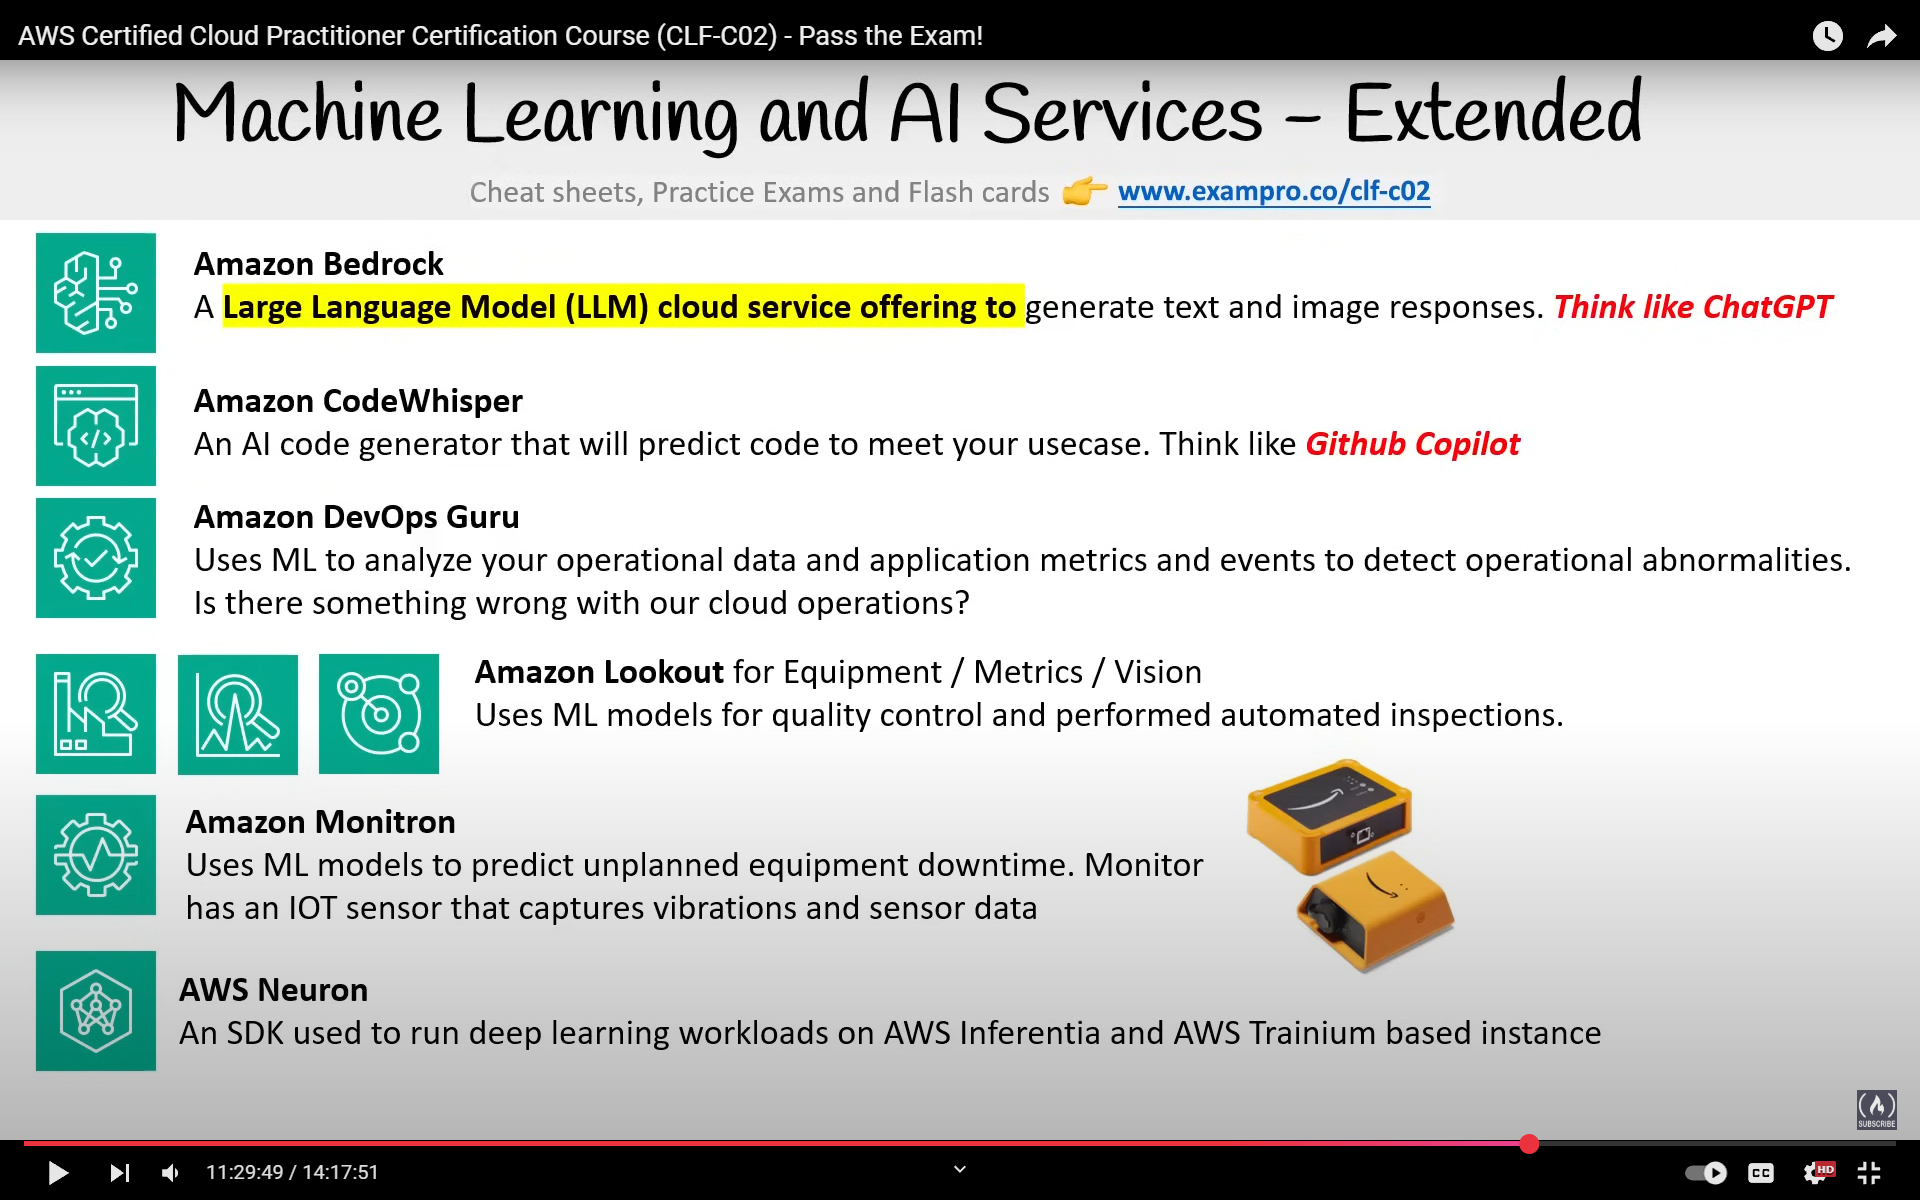 AWS Certified Cloud Practitioner Certification Course (CLF-C02) - Pass the Exam!
Machine Learning and AI Services – Extended
Cheat sheets, Practice Exams and Flash cards 👉 www.exampro.co/clf-c02
Amazon Bedrock
A Large Language Model (LLM) cloud service offering to generate text and image responses. Think like ChatGPT
Amazon CodeWhisper
An AI code generator that will predict code to meet your usecase. Think like Github Copilot
Amazon DevOps Guru
Uses ML to analyze your operational data and application metrics and events to detect operational abnormalities.
Is there something wrong with our cloud operations?
Amazon Lookout for Equipment / Metrics / Vision
Uses ML models for quality control and performed automated inspections.
Amazon Monitron
Uses ML models to predict unplanned equipment downtime. Monitor
has an IOT sensor that captures vibrations and sensor data
AWS Neuron
An SDK used to run deep learning workloads on AWS Inferentia and AWS Trainium based instance
SUBSCRIBE
11:29:49 / 14:17:51
CC
HD